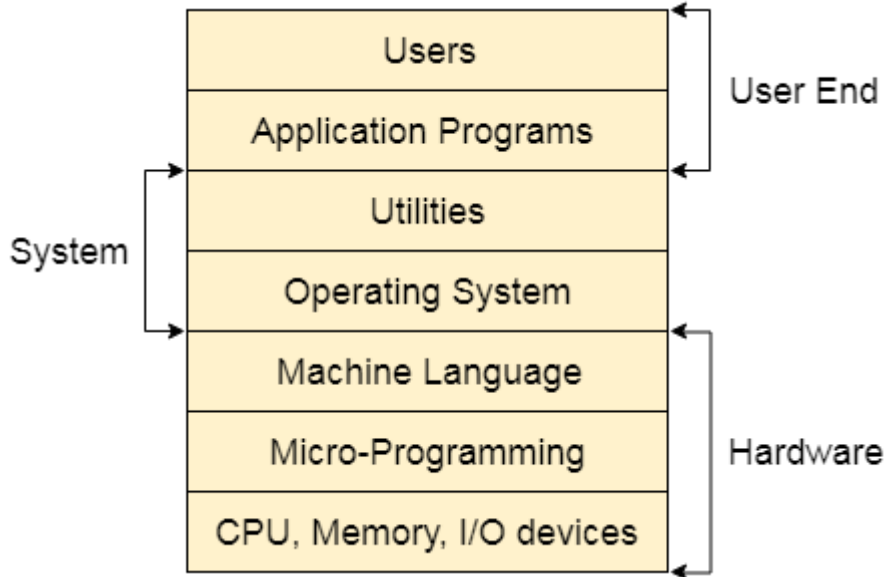 Users
User End
Application Programs
Utilities
System
Operating System
Machine Language
Micro-Programming
Hardware
CPU, Memory, I/O devices